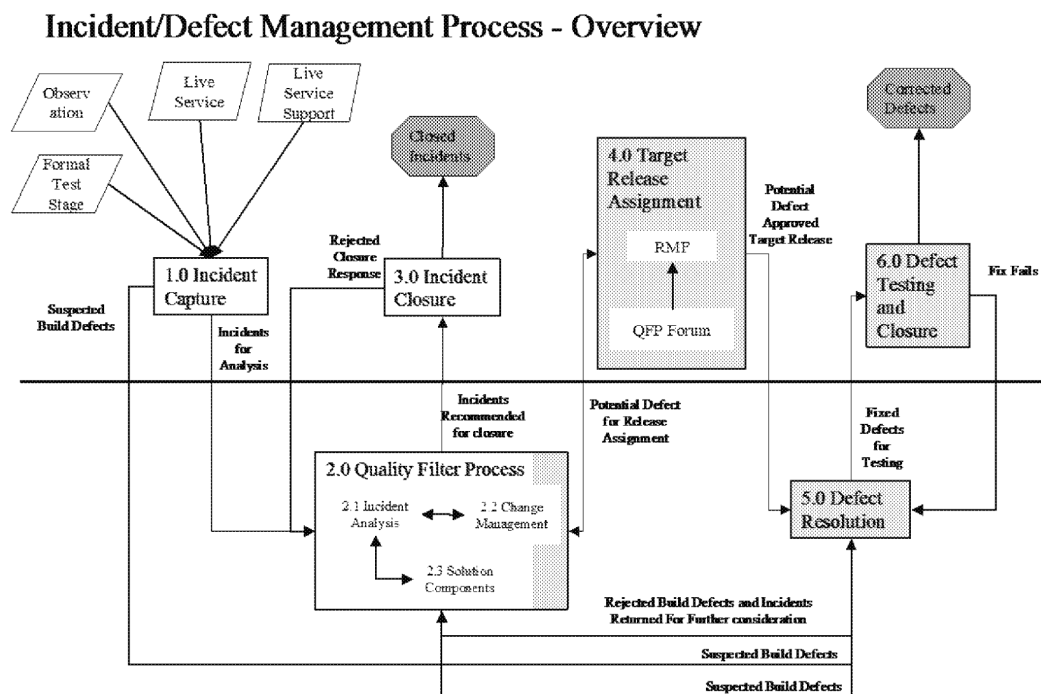 Incident/Defect Management Process - Overview
Observ
ation
Live
Service
Live
Service
Support
Formal
Test
Stage
Closed
Incidents
Corrected
Defects
4.0 Target
Release
Assignment
RMF
QFP Forum
Potential
Defect
Approved
Target Release
1.0 Incident
Capture
Rejected
Closure
Response
3.0 Incident
Closure
6.0 Defect
Testing
and
Closure
Fix Fails
Suspected
Build Defects
Incidents
for
Analysis
Incidents
Recommended
for closure
Potential Defect
for Release
Assignment
Fixed
Defects
for
Testing
2.0 Quality Filter Process
2.1 Incident
Analysis
2.2 Change
Management
2.3 Solution
Components
5.0 Defect
Resolution
Rejected Build Defects and Incidents
Returned For Further consideration
Suspected Build Defects
Suspected Build Defects